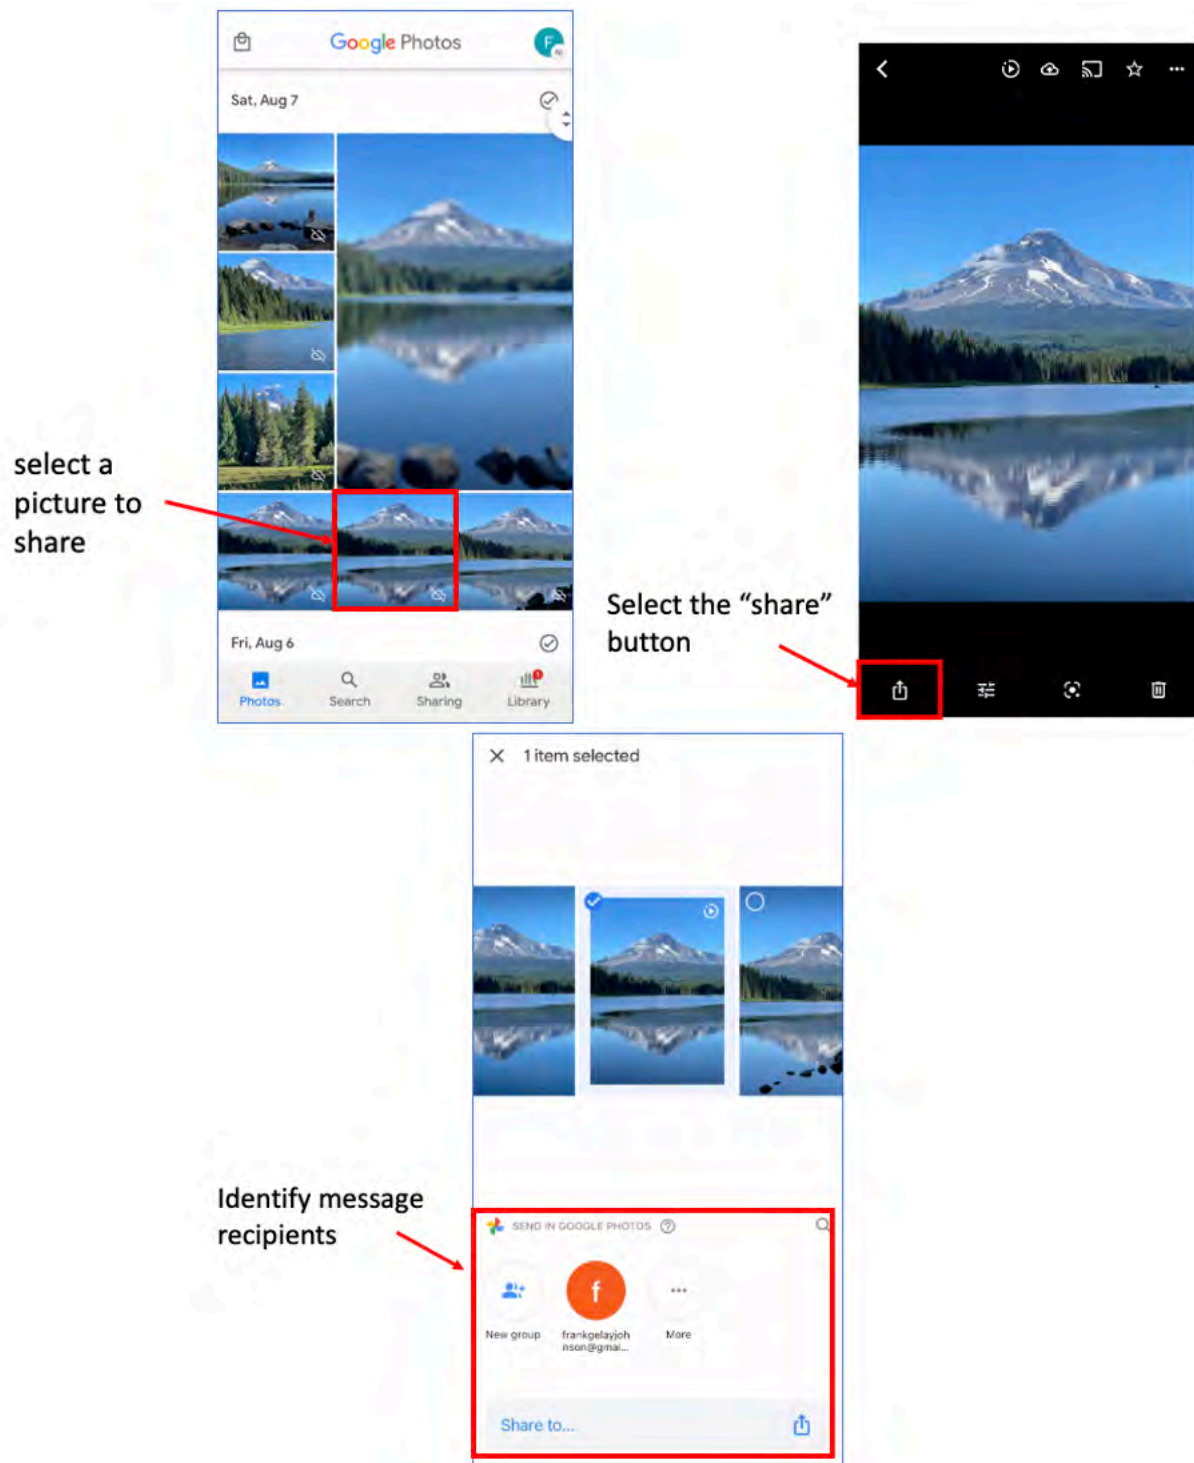 Google Photos
F
Sat, Aug 7
select a
picture to
share
Fri, Aug 6
Photos
Search
Sharing
Library
Select the “share”
button
1 item selected
Identify message
recipients
SEND IN GOOGLE PHOTOS
f
New group
frankgelayjoh
nson@gmai...
More
Share to...